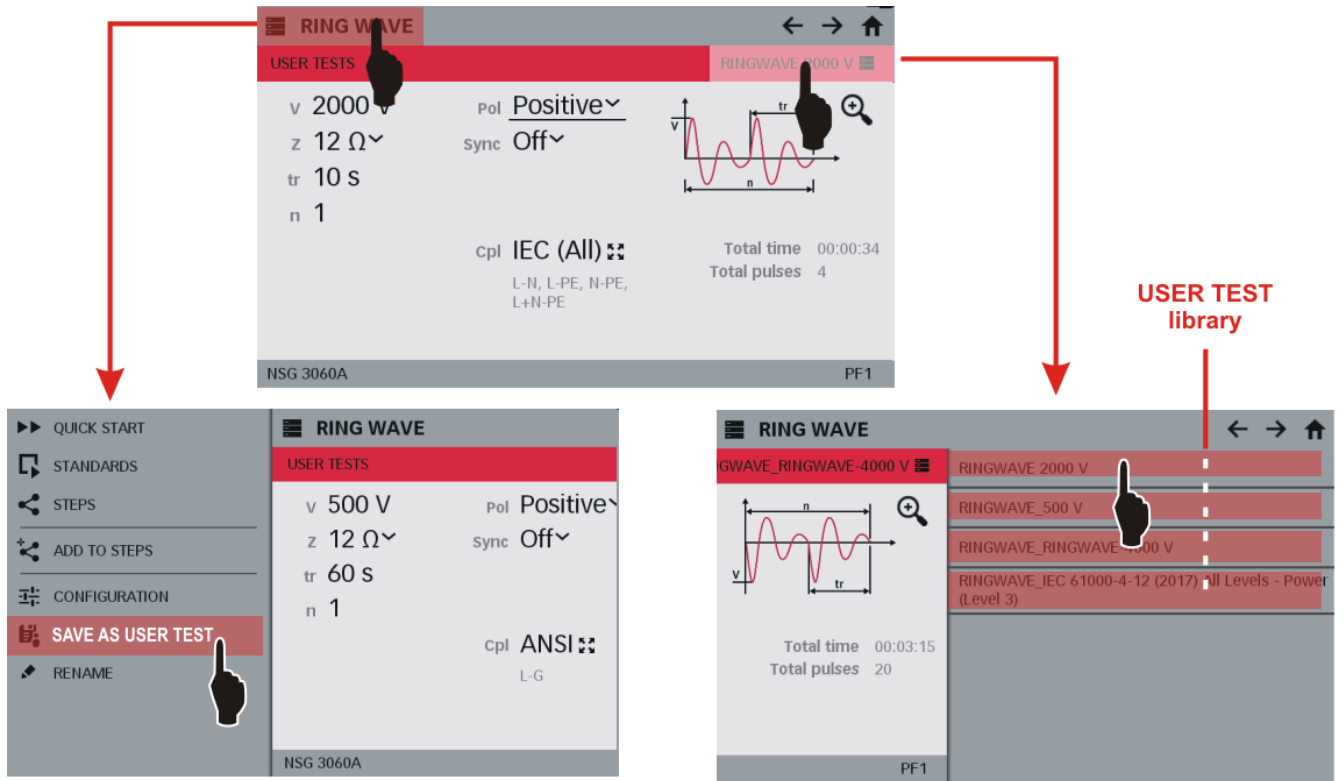 RING WAVE
USER TESTS
RINGWAVE 2000 V
V 2000 V
Pol Positive
Z 12 Ω
Sync Off
tr 10 s
n 1
V
tr
n
Cpl IEC (All)
L-N, L-PE, N-PE,
L+N-PE
Total time 00:00:34
Total pulses 4
NSG 3060A
PF1
USER TEST
library
QUICK START
STANDARDS
STEPS
ADD TO STEPS
CONFIGURATION
SAVE AS USER TEST
RENAME
RING WAVE
USER TESTS
V 500 V
Pol Positive
Z 12 Ω
Sync Off
tr 60 s
n 1
Cpl ANSI
L-G
NSG 3060A
RING WAVE
GWAVE_RINGWAVE-4000 V
n
V
tr
Total time 00:03:15
Total pulses 20
PF1
RINGWAVE 2000 V
RINGWAVE_500 V
RINGWAVE_RINGWAVE-4000 V
RINGWAVE_IEC 61000-4-12 (2017) All Levels - Power
(Level 3)